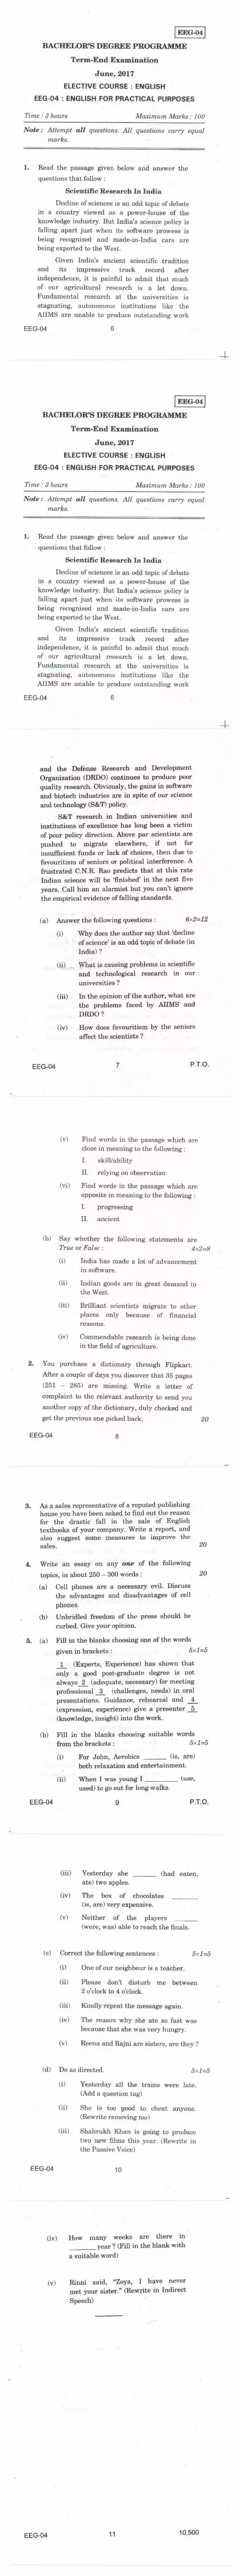 EEG-04
BACHELOR'S DEGREE PROGRAMME
Term-End Examination
June, 2017
ELECTIVE COURSE : ENGLISH
EEG-04 : ENGLISH FOR PRACTICAL PURPOSES
Time : 3 hours Maximum Marks : 100
Note : Attempt all questions. All questions carry equal
marks.
1. Read the passage given below and answer the
questions that follow :
Scientific Research In India
Decline of sciences is an odd topic of debate
in a country viewed as a power-house of the
knowledge industry. But India's science policy is
falling apart just when its software prowess is
being recognised and made-in-India cars are
being exported to the West.
Given India's ancient scientific tradition
and its impressive track record after
independence, it is painful to admit that much
of our agricultural research is a let down.
Fundamental research at the universities is
stagnating, autonomous institutions like the
AIIMS are unable to produce outstanding work
EEG-04 6
EEG-04
BACHELOR'S DEGREE PROGRAMME
Term-End Examination
June, 2017
ELECTIVE COURSE : ENGLISH
EEG-04 : ENGLISH FOR PRACTICAL PURPOSES
Time : 3 hours Maximum Marks : 100
Note : Attempt all questions. All questions carry equal
marks.
1. Read the passage given below and answer the
questions that follow :
Scientific Research In India
Decline of sciences is an odd topic of debate
in a country viewed as a power-house of the
knowledge industry. But India's science policy is
falling apart just when its software prowess is
being recognised and made-in-India cars are
being exported to the West.
Given India's ancient scientific tradition
and its impressive track record after
independence, it is painful to admit that much
of our agricultural research is a let down.
Fundamental research at the universities is
stagnating, autonomous institutions like the
AIIMS are unable to produce outstanding work
EEG-04 6
and the Defense Research and Development
Organization (DRDO) continues to produce poor
quality research. Obviously, the gains in software
and biotech industries are in spite of our science
and technology (S&T) policy.
S&T research in Indian universities and
institutions of excellence has long been a victim
of poor policy direction. Above par scientists are
pushed to migrate elsewhere, if not for
insufficient funds or lack of choices, then due to
favouritism of seniors or political interference. A
frustrated C.N.R. Rao predicts that at this rate
Indian science will be 'finished' in the next five
years. Call him an alarmist but you can't ignore
the empirical evidence of falling standards.
(a) Answer the following questions : 6×2=12
(i) Why does the author say that 'decline
of science' is an odd topic of debate (in
India) ?
(ii) What is causing problems in scientific
and technological research in our
universities ?
(iii) In the opinion of the author, what are
the problems faced by AIIMS and
DRDO ?
(iv) How does favouritism by the seniors
affect the scientists ?
EEG-04 7 P.T.O.
(v) Find words in the passage which are
close in meaning to the following :
I. skill/ability
II. relying on observation
(vi) Find words in the passage which are
opposite in meaning to the following :
I. progressing
II. ancient
(b) Say whether the following statements are
True or False : 4×2=8
(i) India has made a lot of advancement
in software.
(ii) Indian goods are in great demand in
the West.
(iii) Brilliant scientists migrate to other
places only because of financial
reasons.
(iv) Commendable research is being done
in the field of agriculture.
2. You purchase a dictionary through Flipkart.
After a couple of days you discover that 35 pages
(251 – 285) are missing. Write a letter of
complaint to the relevant authority to send you
another copy of the dictionary, duly checked and
get the previous one picked back. 20
EEG-04 8
3. As a sales representative of a reputed publishing
house you have been asked to find out the reason
for the drastic fall in the sale of English
textbooks of your company. Write a report, and
also suggest some measures to improve the
sales. 20
4. Write an essay on any one of the following
topics, in about 250 – 300 words : 20
(a) Cell phones are a necessary evil. Discuss
the advantages and disadvantages of cell
phones.
(b) Unbridled freedom of the press should be
curbed. Give your opinion.
5. (a) Fill in the blanks choosing one of the words
given in brackets : 5×1=5
1 (Experts, Experience) has shown that
only a good post-graduate degree is not
always 2 (adequate, necessary) for meeting
professional 3 (challenges, needs) in oral
presentations. Guidance, rehearsal and 4
(expression, experience) give a presenter 5
(knowledge, insight) into the work.
(b) Fill in the blanks choosing suitable words
from the brackets : 5×1=5
(i) For John, Aerobics ______ (is, are)
both relaxation and entertainment.
(ii) When I was young I ______ (use,
used) to go out for long walks.
EEG-04 9 P.T.O.
(iii) Yesterday she ______ (had eaten,
ate) two apples.
(iv) The box of chocolates ______
(is, are) very expensive.
(v) Neither of the players ______
(were, was) able to reach the finals.
(c) Correct the following sentences : 5×1=5
(i) One of our neighbour is a teacher.
(ii) Please don't disturb me between
2 o'clock to 4 o'clock.
(iii) Kindly repeat the message again.
(iv) The reason why she ate so fast was
because that she was very hungry.
(v) Reena and Rajni are sisters, are they ?
(d) Do as directed. 5×1=5
(i) Yesterday all the trains were late.
(Add a question tag)
(ii) She is too good to cheat anyone.
(Rewrite removing too)
(iii) Shahrukh Khan is going to produce
two new films this year. (Rewrite in
the Passive Voice)
EEG-04 10
(iv) How many weeks are there in
______ year ? (Fill in the blank with
a suitable word)
(v) Rinni said, "Zoya, I have never
met your sister." (Rewrite in Indirect
Speech)
EEG-04 11 10,500